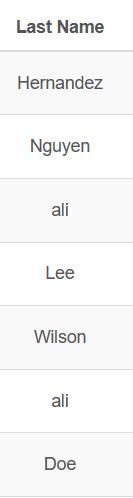 Last Name
Hernandez
Nguyen
ali
Lee
Wilson
ali
Doe